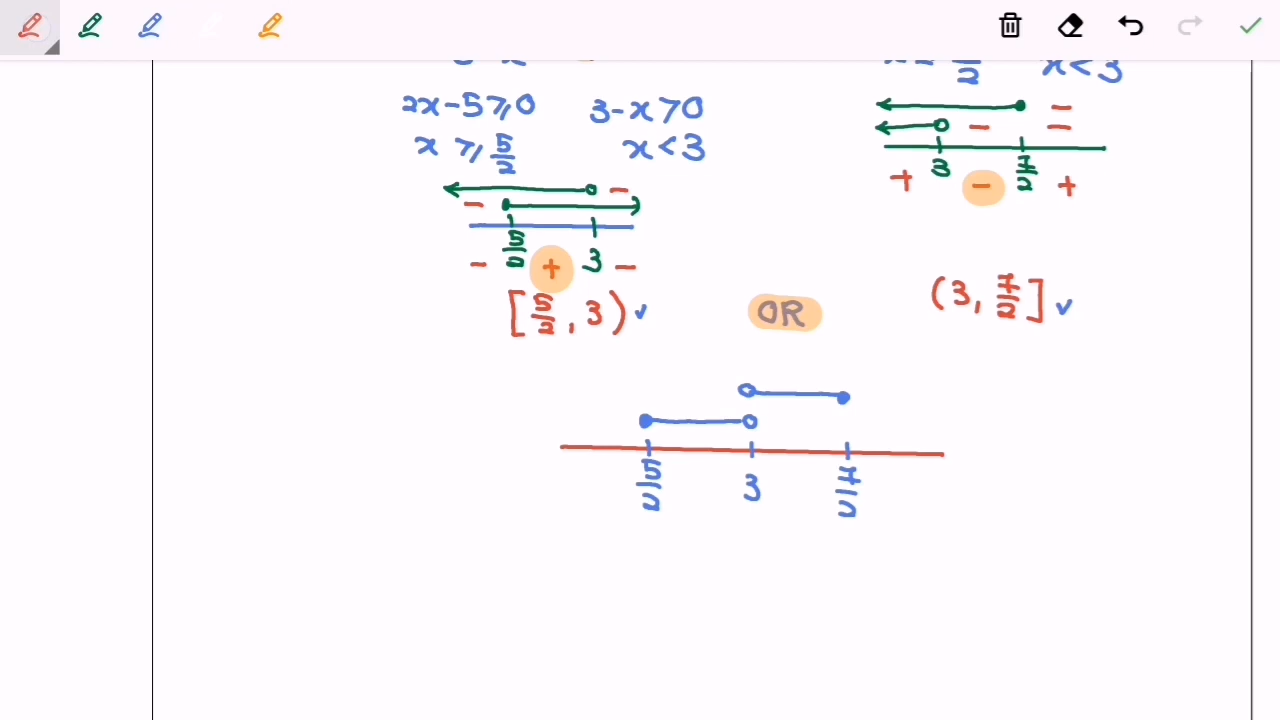 x < 3
2x - 5 ⩾ 0
3 - x > 0
x ⩾ 5/2
x < 3
-
-
5/2
3
- + -
[5/2, 3) ✓
OR
-
- -
3
7/2
+ - +
(3, 7/2] ✓
5/2 3 7/2